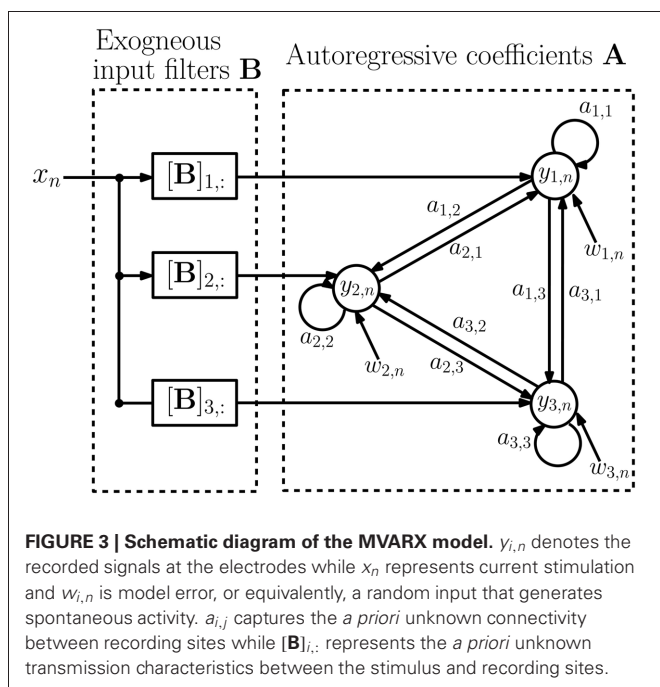 Exogneous
input filters B
Autoregressive coefficients A
a_{1,1}
x_n
[B]_{1,:}
y_{1,n}
a_{1,2}
a_{2,1}
w_{1,n}
[B]_{2,:}
y_{2,n}
a_{1,3}
a_{3,1}
a_{2,2}
w_{2,n}
a_{3,2}
a_{2,3}
[B]_{3,:}
y_{3,n}
a_{3,3}
w_{3,n}
FIGURE 3 | Schematic diagram of the MVARX model. y_{i,n} denotes the
recorded signals at the electrodes while x_n represents current stimulation
and w_{i,n} is model error, or equivalently, a random input that generates
spontaneous activity. a_{i,j} captures the a priori unknown connectivity
between recording sites while [B]_{i,:} represents the a priori unknown
transmission characteristics between the stimulus and recording sites.